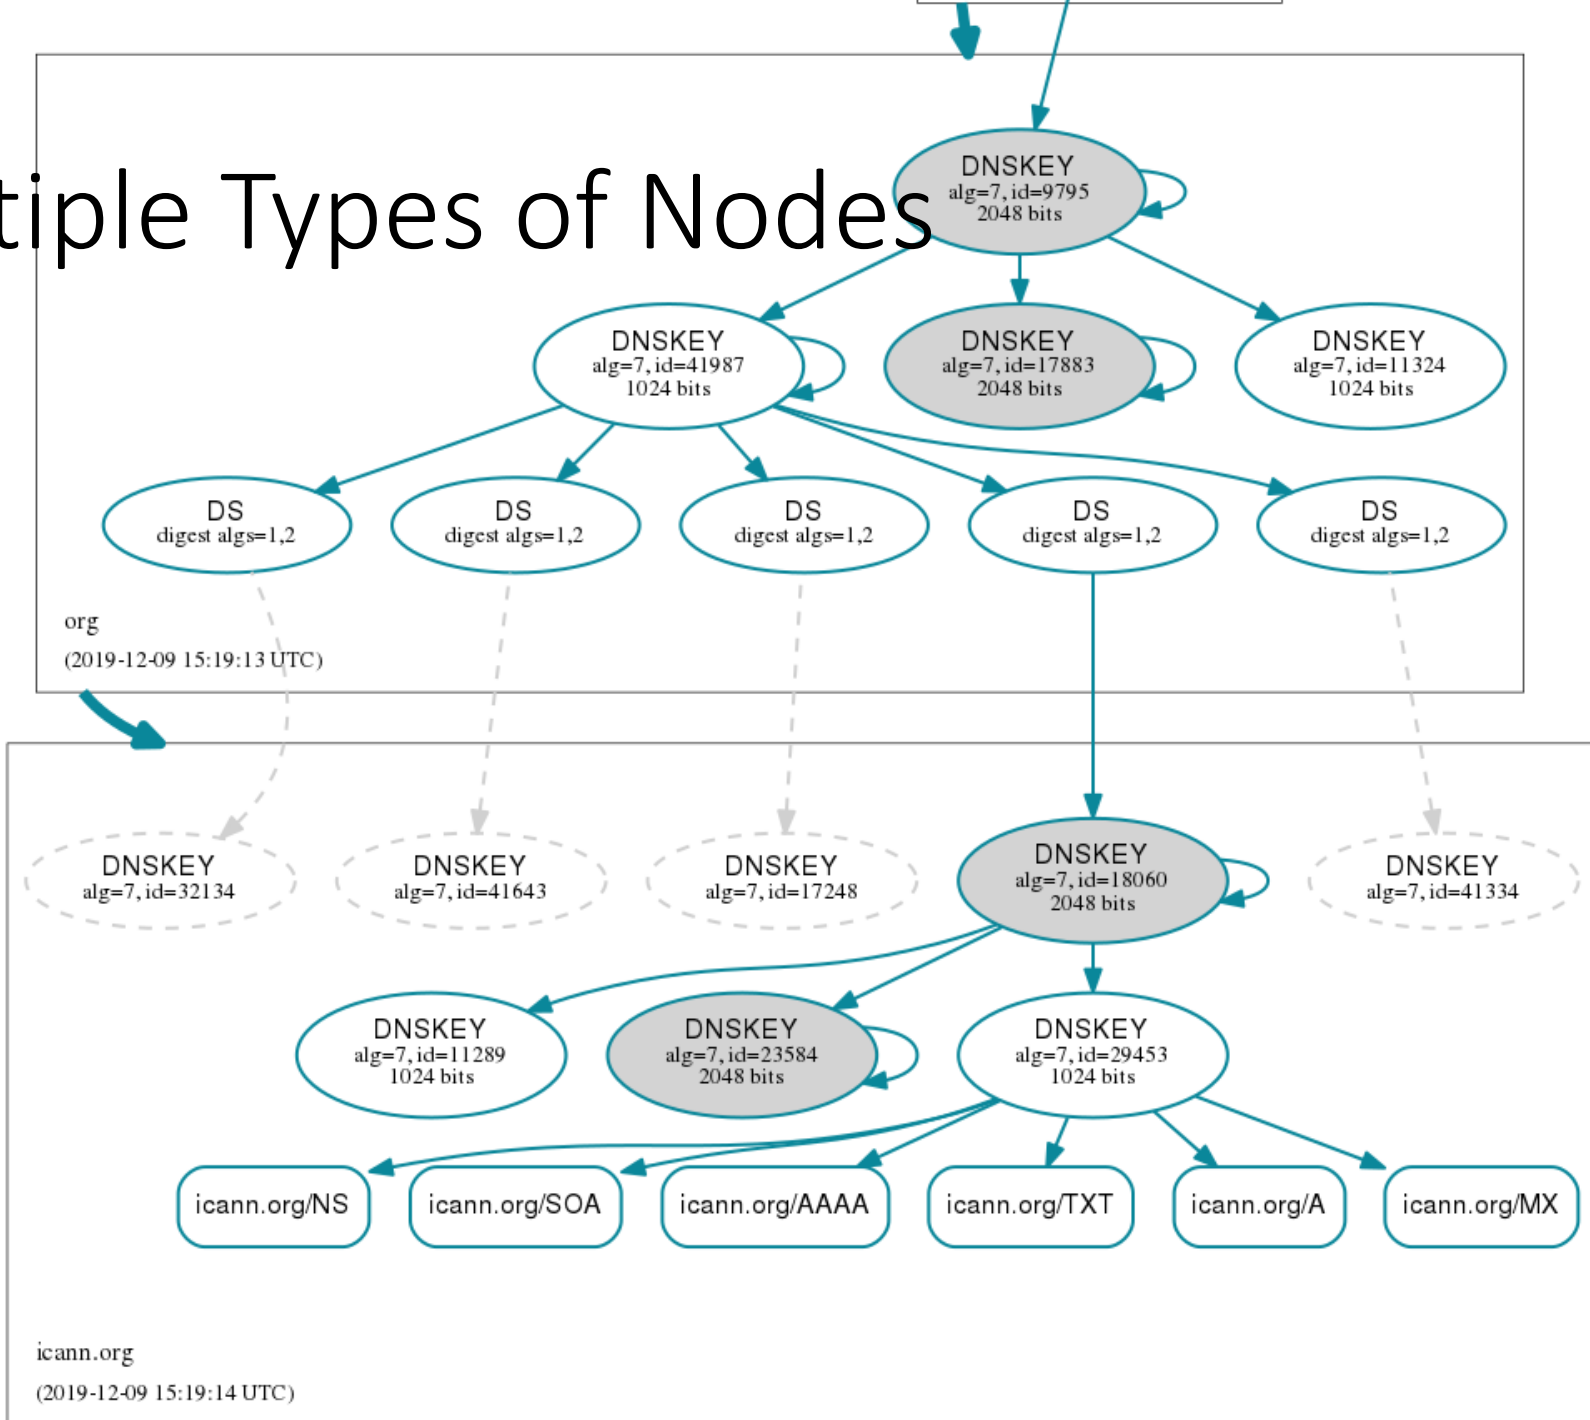 DNSKEY
alg=7, id=9795
2048 bits
tiple Types of Nodes
DNSKEY
alg=7, id=41987
1024 bits
DNSKEY
alg=7, id=17883
2048 bits
DNSKEY
alg=7, id=11324
1024 bits
DS
digest algs=1,2
DS
digest algs=1,2
DS
digest algs=1,2
DS
digest algs=1,2
DS
digest algs=1,2
org
(2019-12-09 15:19:13 UTC)
DNSKEY
alg=7, id=32134
DNSKEY
alg=7, id=41643
DNSKEY
alg=7, id=17248
DNSKEY
alg=7, id=18060
2048 bits
DNSKEY
alg=7, id=41334
DNSKEY
alg=7, id=11289
1024 bits
DNSKEY
alg=7, id=23584
2048 bits
DNSKEY
alg=7, id=29453
1024 bits
icann.org/NS
icann.org/SOA
icann.org/AAAA
icann.org/TXT
icann.org/A
icann.org/MX
icann.org
(2019-12-09 15:19:14 UTC)